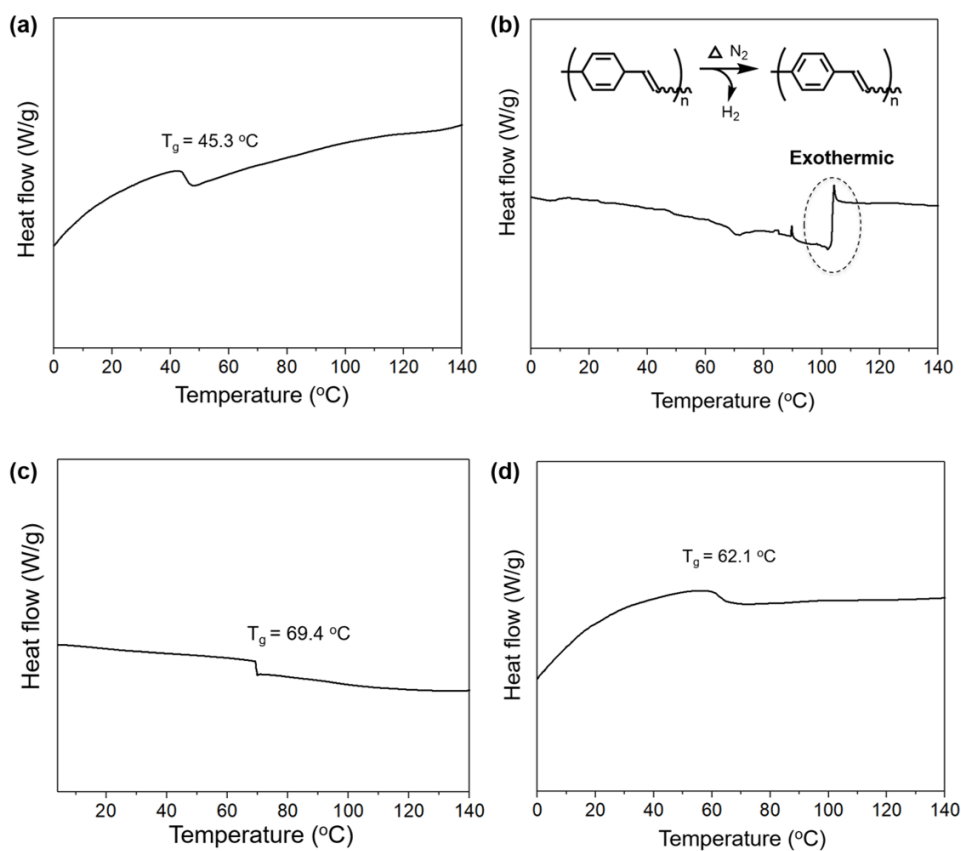 (a)
Heat flow (W/g)
Tg = 45.3 oC
0 20 40 60 80 100 120 140
Temperature (oC)
(b)
Heat flow (W/g)
n
Δ N2
H2
n
Exothermic
0 20 40 60 80 100 120 140
Temperature (oC)
(c)
Heat flow (W/g)
Tg = 69.4 oC
20 40 60 80 100 120 140
Temperature (oC)
(d)
Heat flow (W/g)
Tg = 62.1 oC
0 20 40 60 80 100 120 140
Temperature (oC)